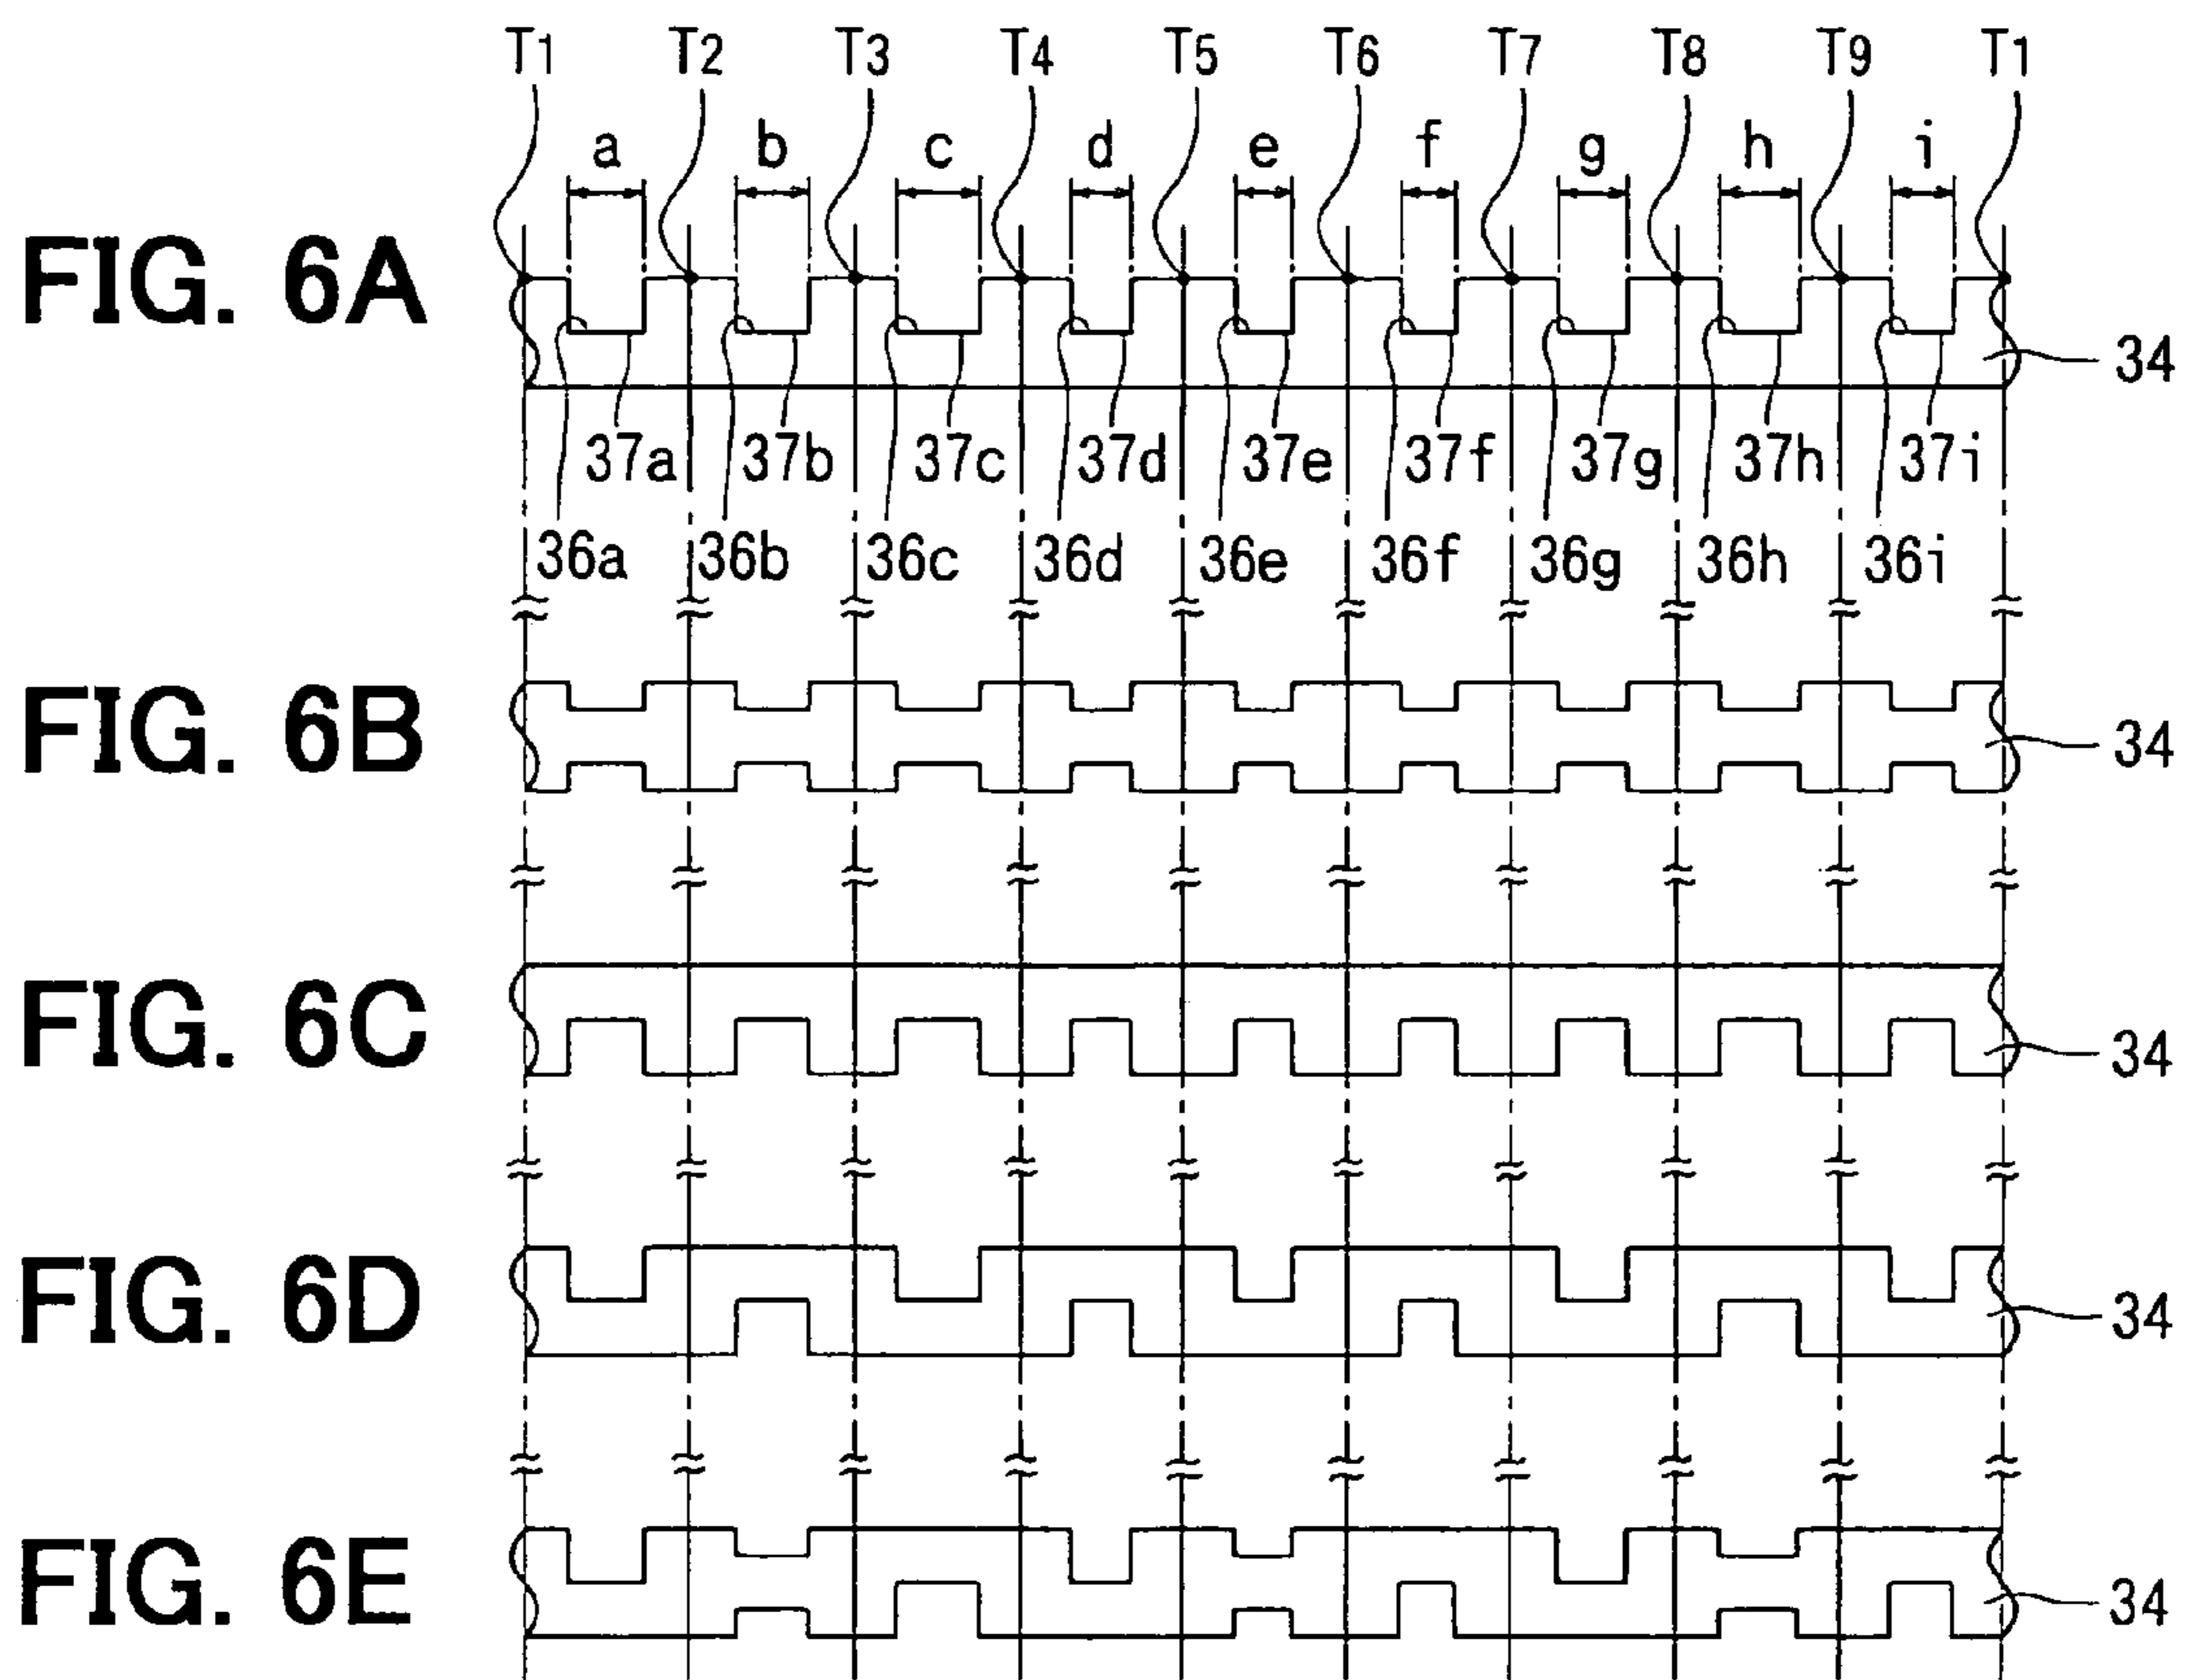 T1 T2 T3 T4 T5 T6 T7 T8 T9 T1
a b c d e f g h i
FIG. 6A
34
37a 37b 37c 37d 37e 37f 37g 37h 37i
36a 36b 36c 36d 36e 36f 36g 36h 36i
FIG. 6B
34
FIG. 6C
34
FIG. 6D
34
FIG. 6E
34